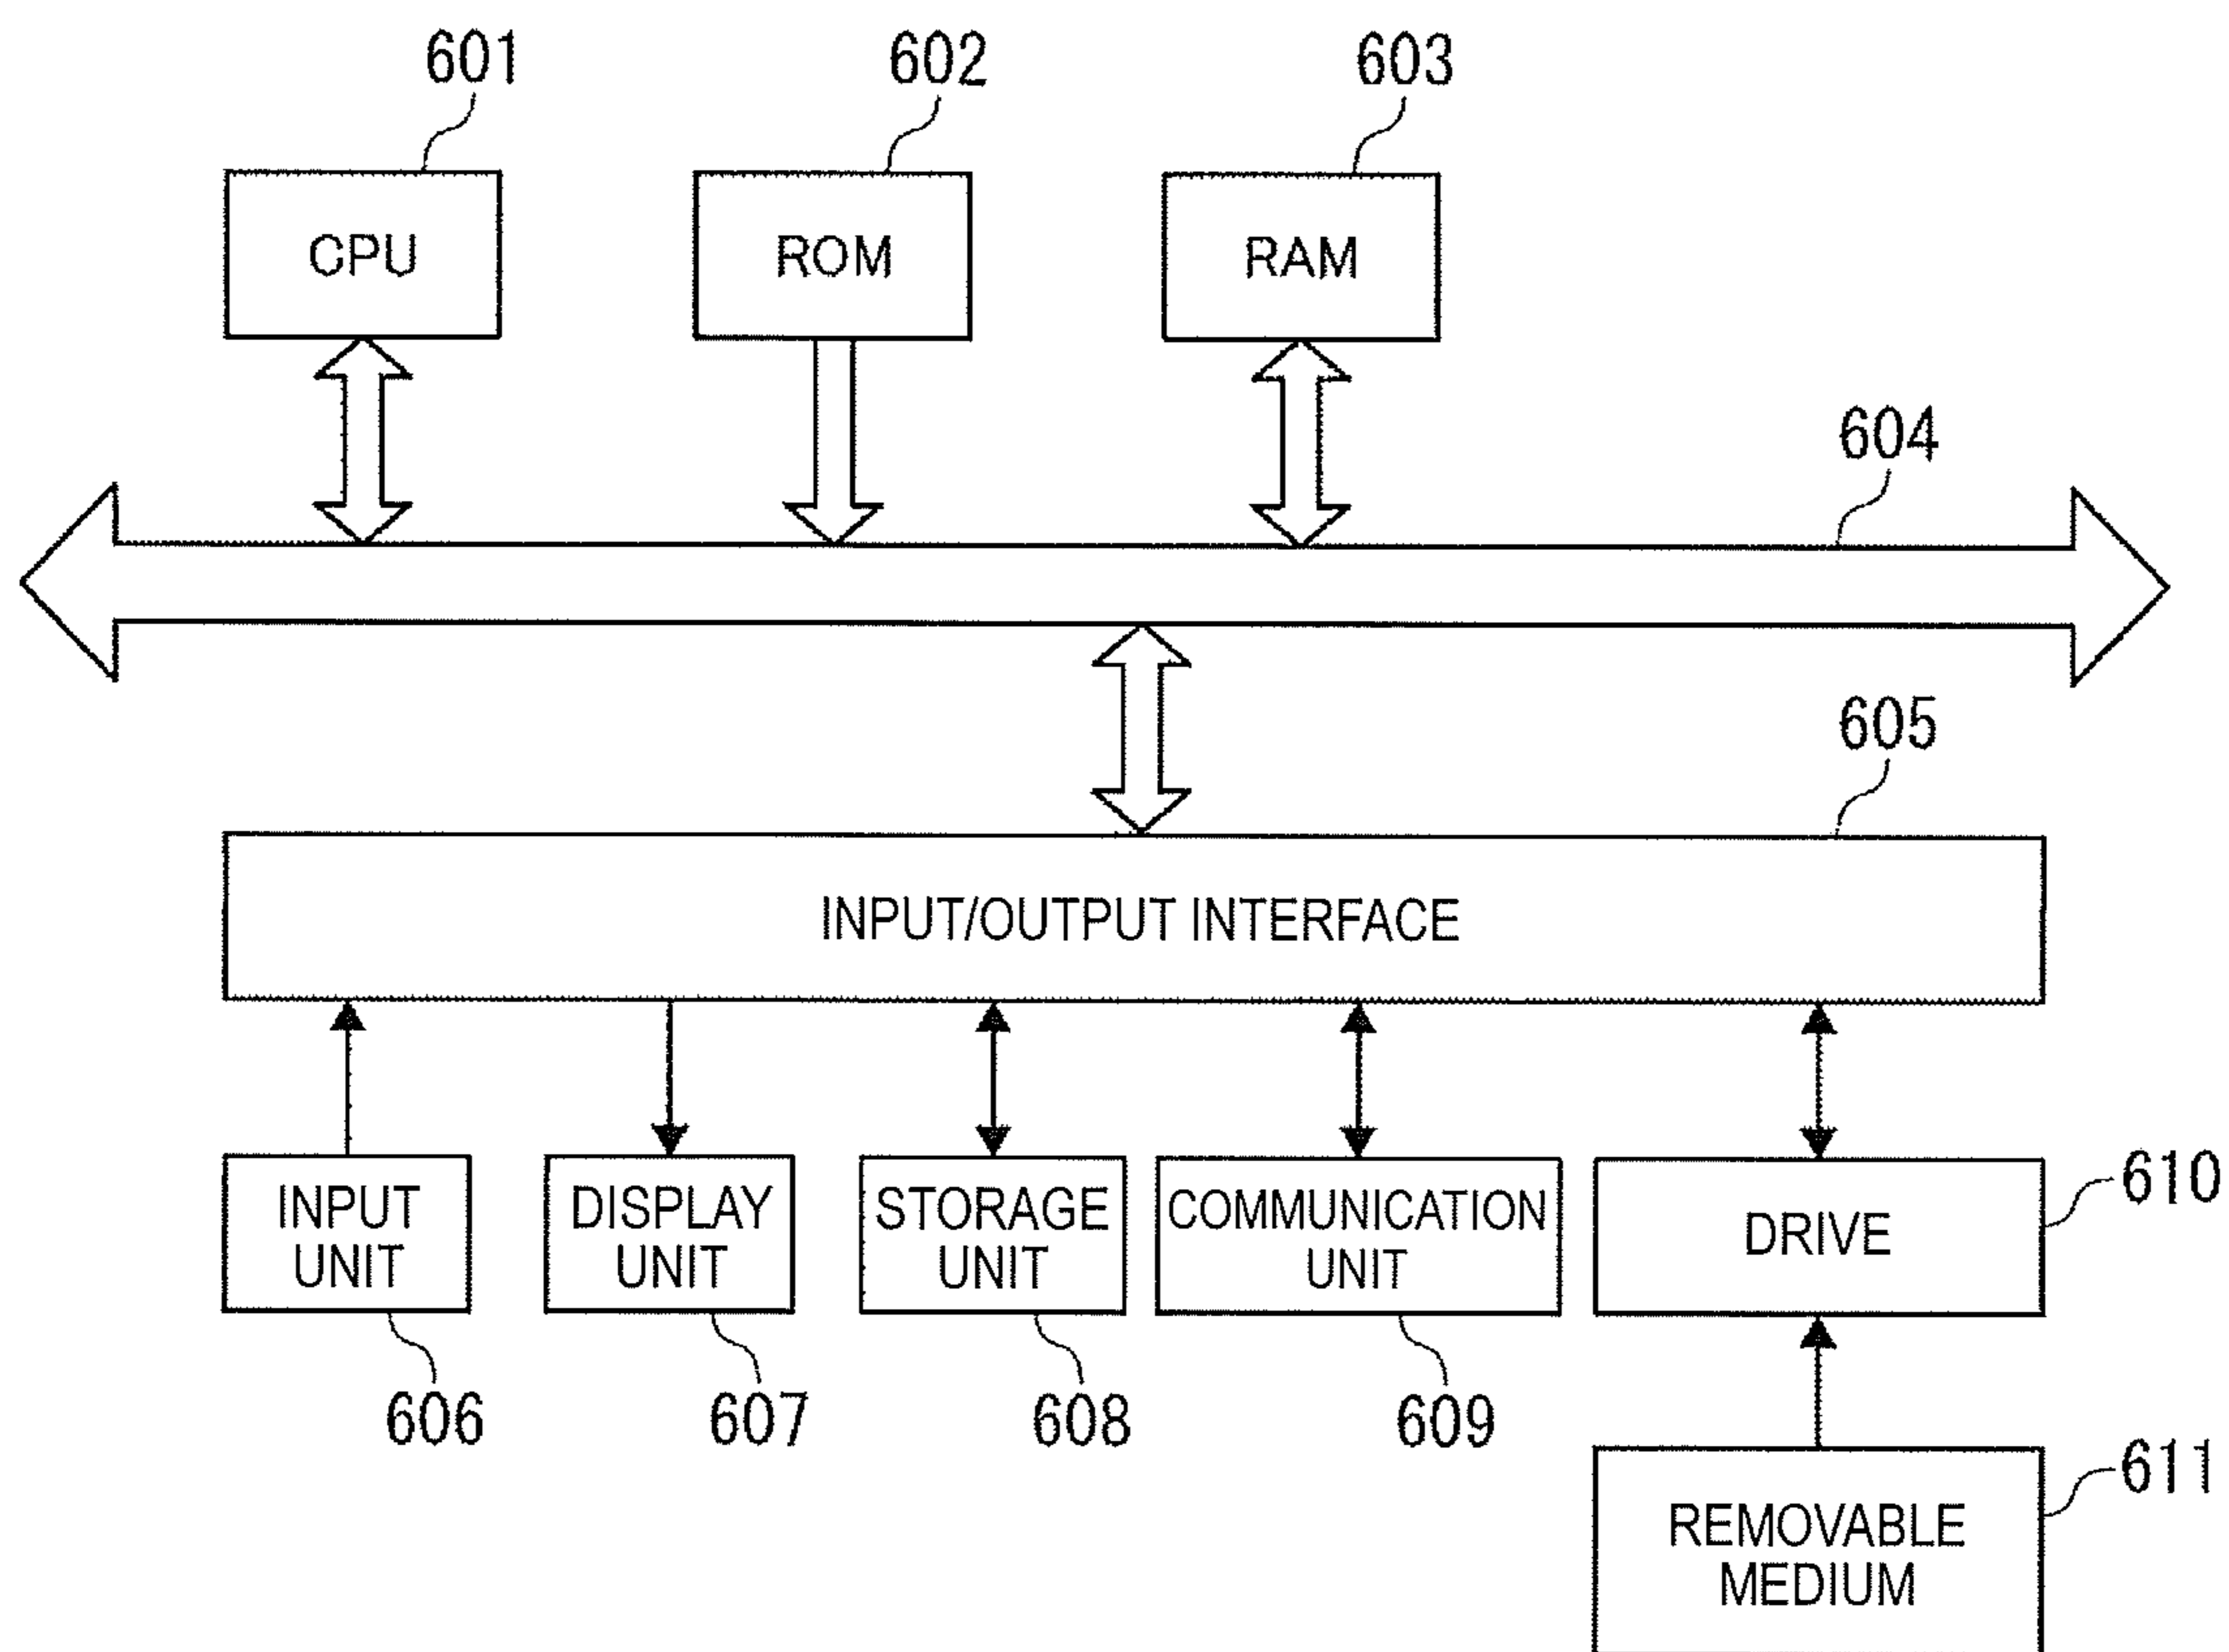 601
602
603
CPU
ROM
RAM
604
605
INPUT/OUTPUT INTERFACE
INPUT
UNIT
DISPLAY
UNIT
STORAGE
UNIT
COMMUNICATION
UNIT
DRIVE
610
606
607
608
609
611
REMOVABLE
MEDIUM